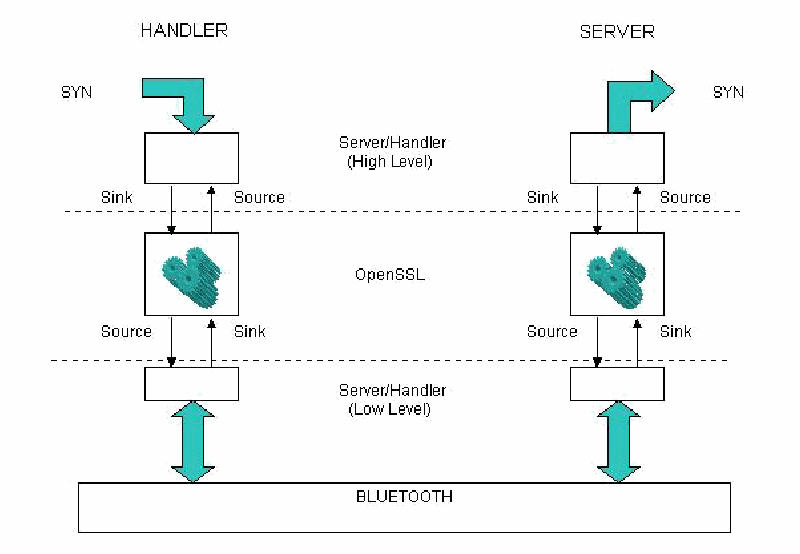 HANDLER
SERVER
SYN
SYN
Server/Handler
(High Level)
Sink
Source
Sink
Source
OpenSSL
Source
Sink
Source
Sink
Server/Handler
(Low Level)
BLUETOOTH